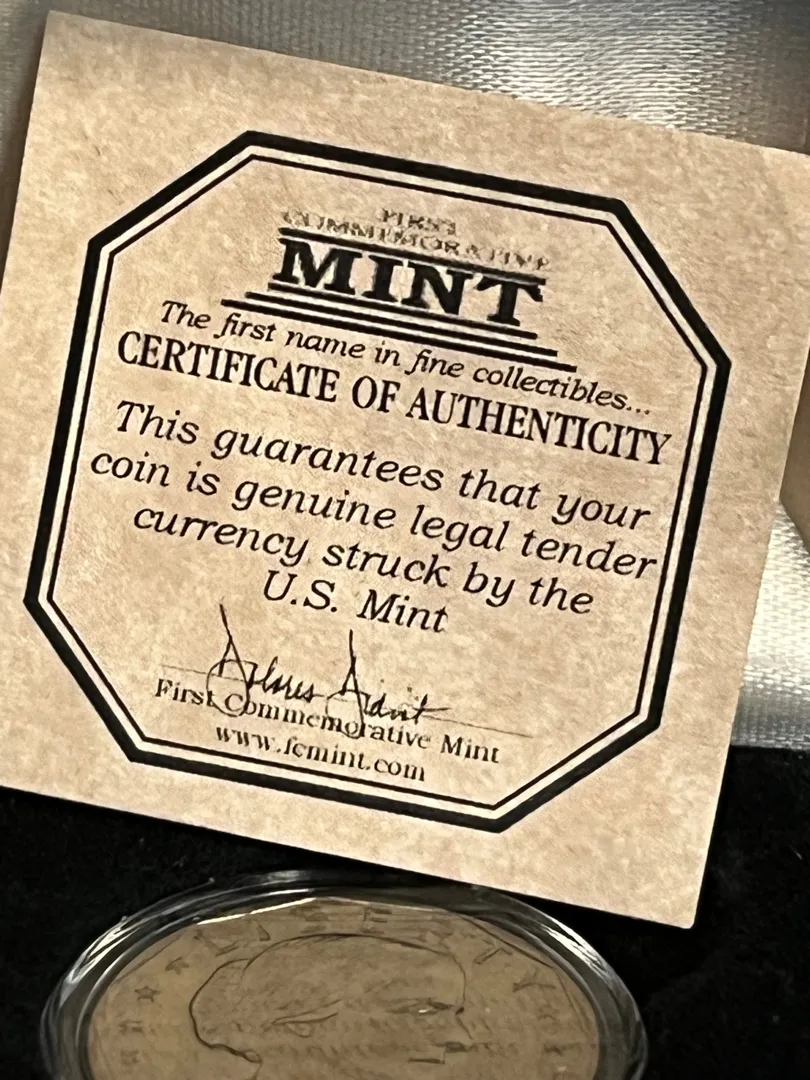 FIRST
COMMEMORATIVE
MINT
The first name in fine collectibles...
CERTIFICATE OF AUTHENTICITY
This guarantees that your
coin is genuine legal tender
currency struck by the
U.S. Mint
First Commemorative Mint
www.fcmint.com